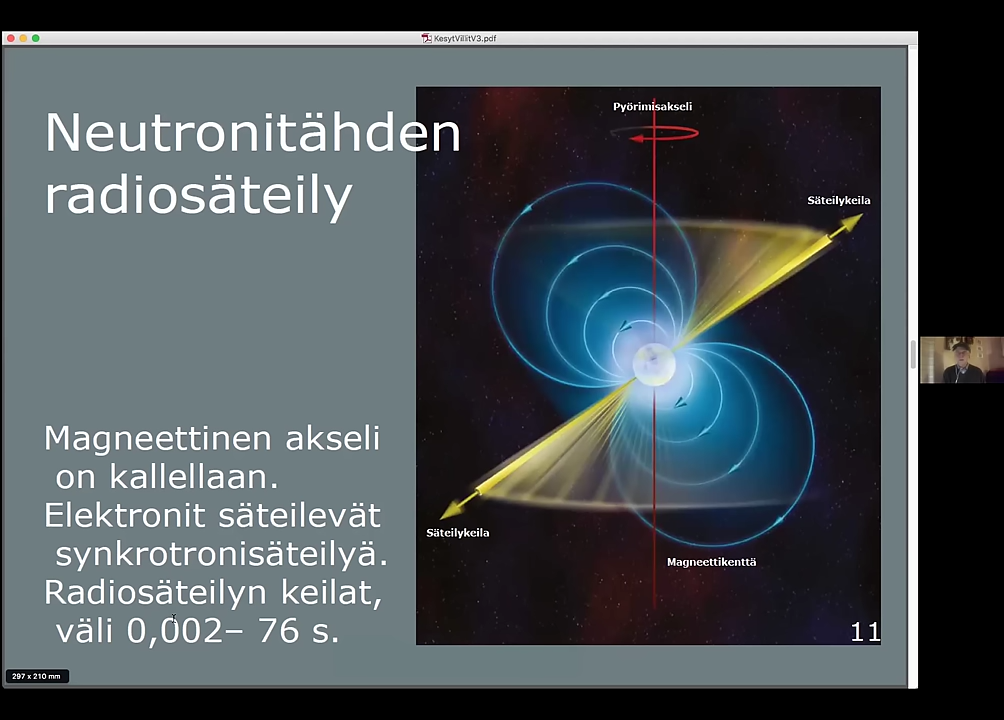 KesytVillitV3.pdf
Neutronitähden
radiosäteily
Pyörimisakseli
Säteilykeila
Magneettinen akseli
on kallellaan.
Elektronit säteilevät
synkrotronisäteilyä.
Radiosäteilyn keilat,
väli 0,002– 76 s.
Säteilykeila
Magneettikenttä
11
297 x 210 mm